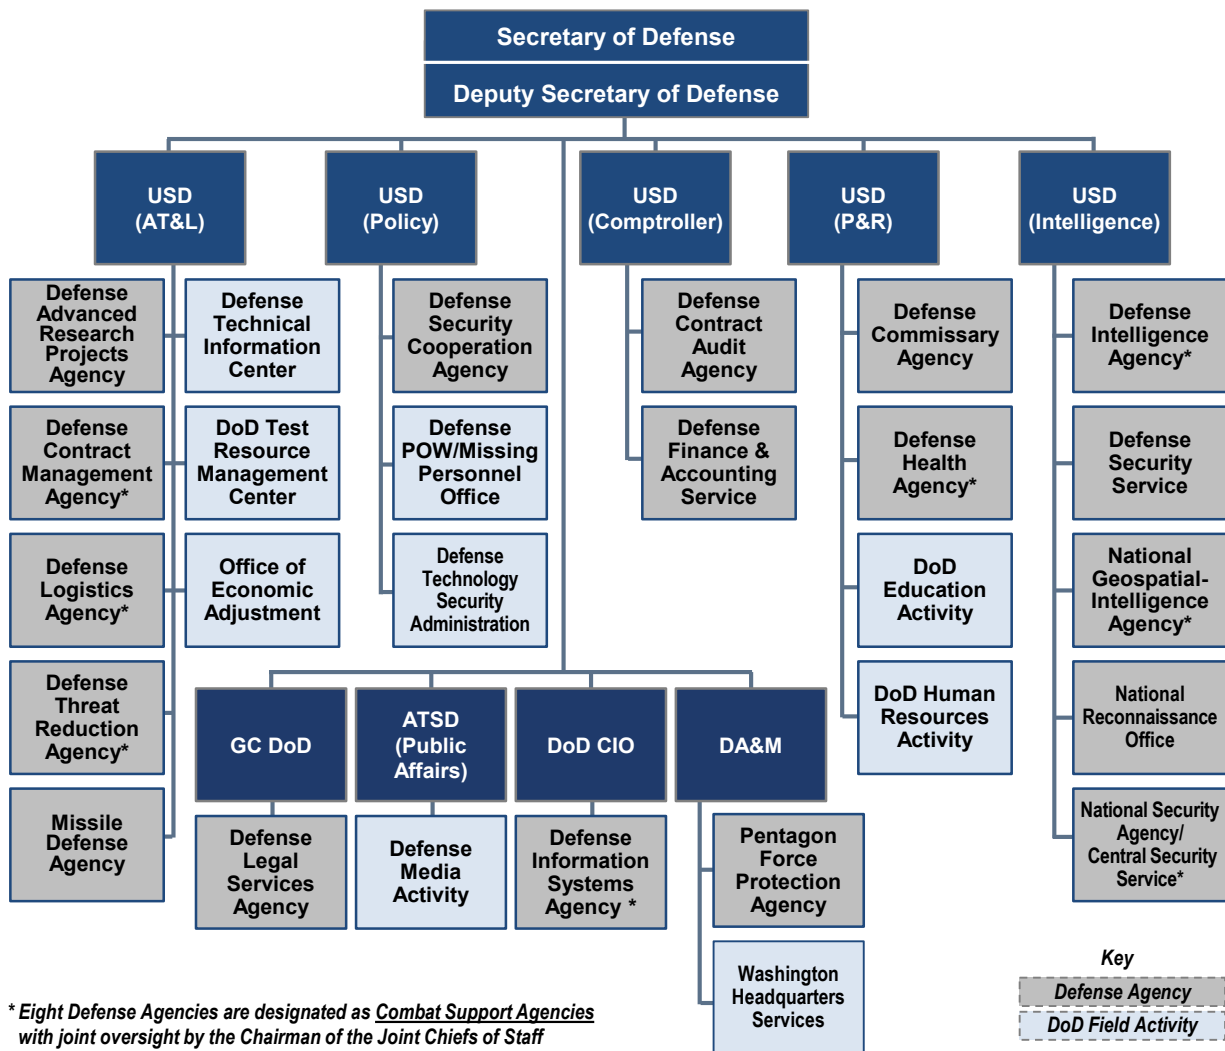 Secretary of Defense
Deputy Secretary of Defense
USD
(AT&L)
USD
(Policy)
USD
(Comptroller)
USD
(P&R)
USD
(Intelligence)
Defense
Advanced
Research
Projects
Agency
Defense
Technical
Information
Center
Defense
Security
Cooperation
Agency
Defense
Contract
Audit
Agency
Defense
Commissary
Agency
Defense
Intelligence
Agency*
Defense
Contract
Management
Agency*
DoD Test
Resource
Management
Center
Defense
POW/Missing
Personnel
Office
Defense
Finance &
Accounting
Service
Defense
Health
Agency*
Defense
Security
Service
Defense
Logistics
Agency*
Office of
Economic
Adjustment
Defense
Technology
Security
Administration
DoD
Education
Activity
National
Geospatial-
Intelligence
Agency*
Defense
Threat
Reduction
Agency*
GC DoD
ATSD
(Public
Affairs)
DoD CIO
DA&M
DoD Human
Resources
Activity
National
Reconnaissance
Office
Missile
Defense
Agency
Defense
Legal
Services
Agency
Defense
Media
Activity
Defense
Information
Systems
Agency *
Pentagon
Force
Protection
Agency
National Security
Agency/
Central Security
Service*
Washington
Headquarters
Services
Key
Defense Agency
DoD Field Activity
* Eight Defense Agencies are designated as Combat Support Agencies
with joint oversight by the Chairman of the Joint Chiefs of Staff